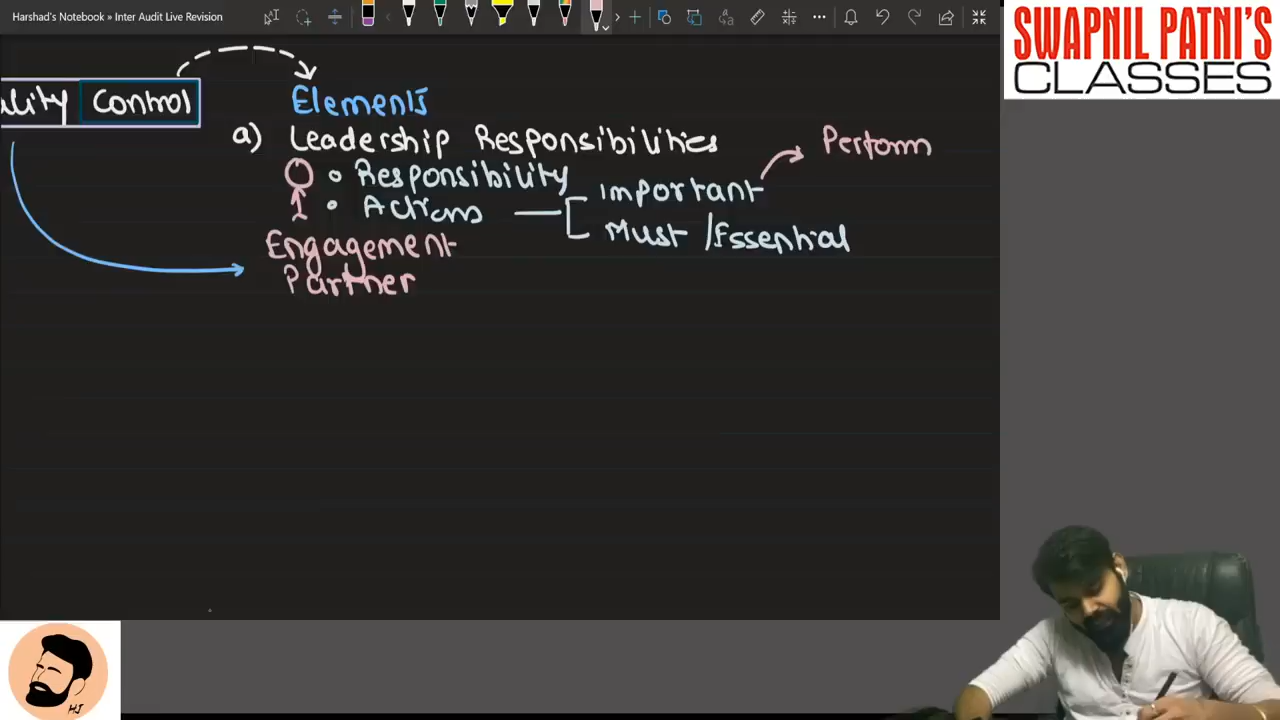 Harshad's Notebook » Inter Audit Live Revision
SWAPNIL PATNI'S
CLASSES
Control
Elements
a) Leadership Responsibilities
Perform
• Responsibility
Important
• Actions
Must / Essential
Engagement
Partner
HJ